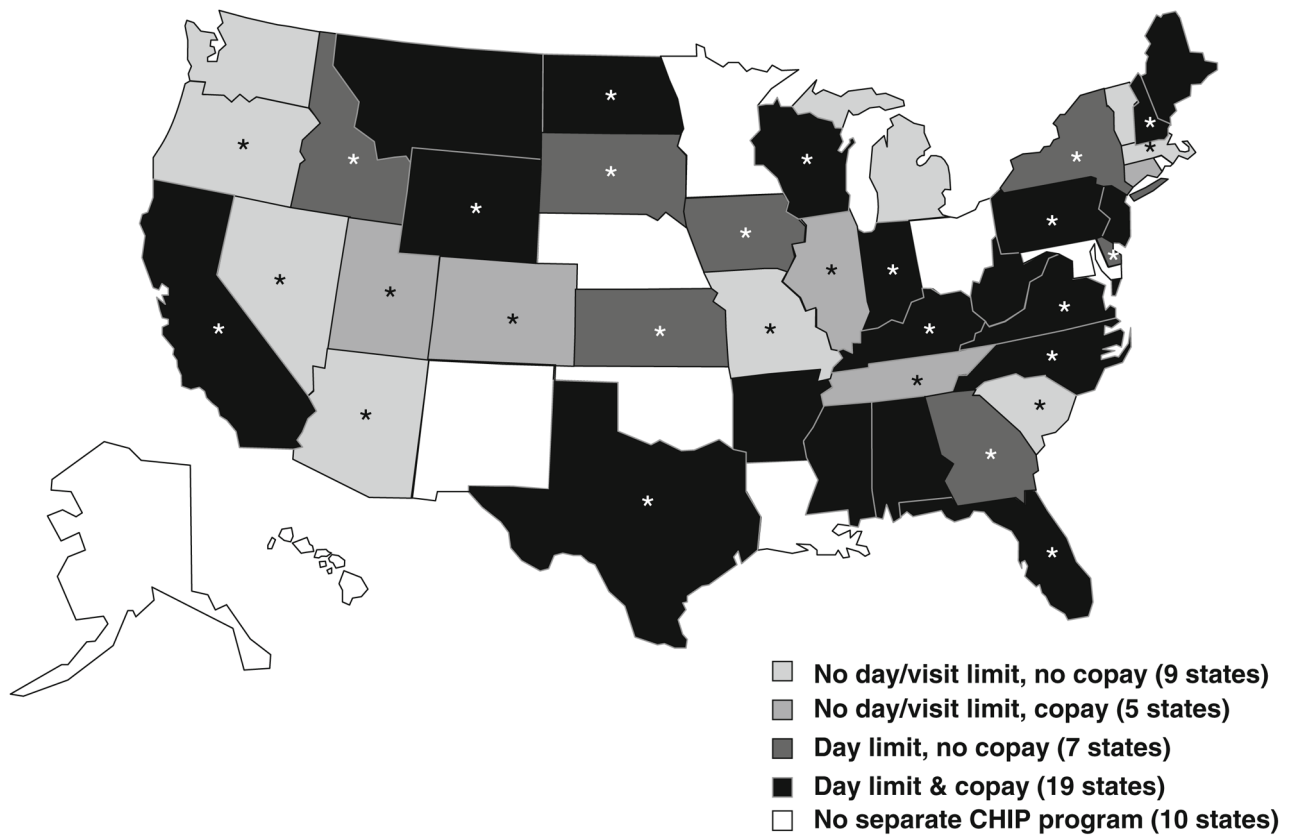 No day/visit limit, no copay (9 states)
No day/visit limit, copay (5 states)
Day limit, no copay (7 states)
Day limit & copay (19 states)
No separate CHIP program (10 states)